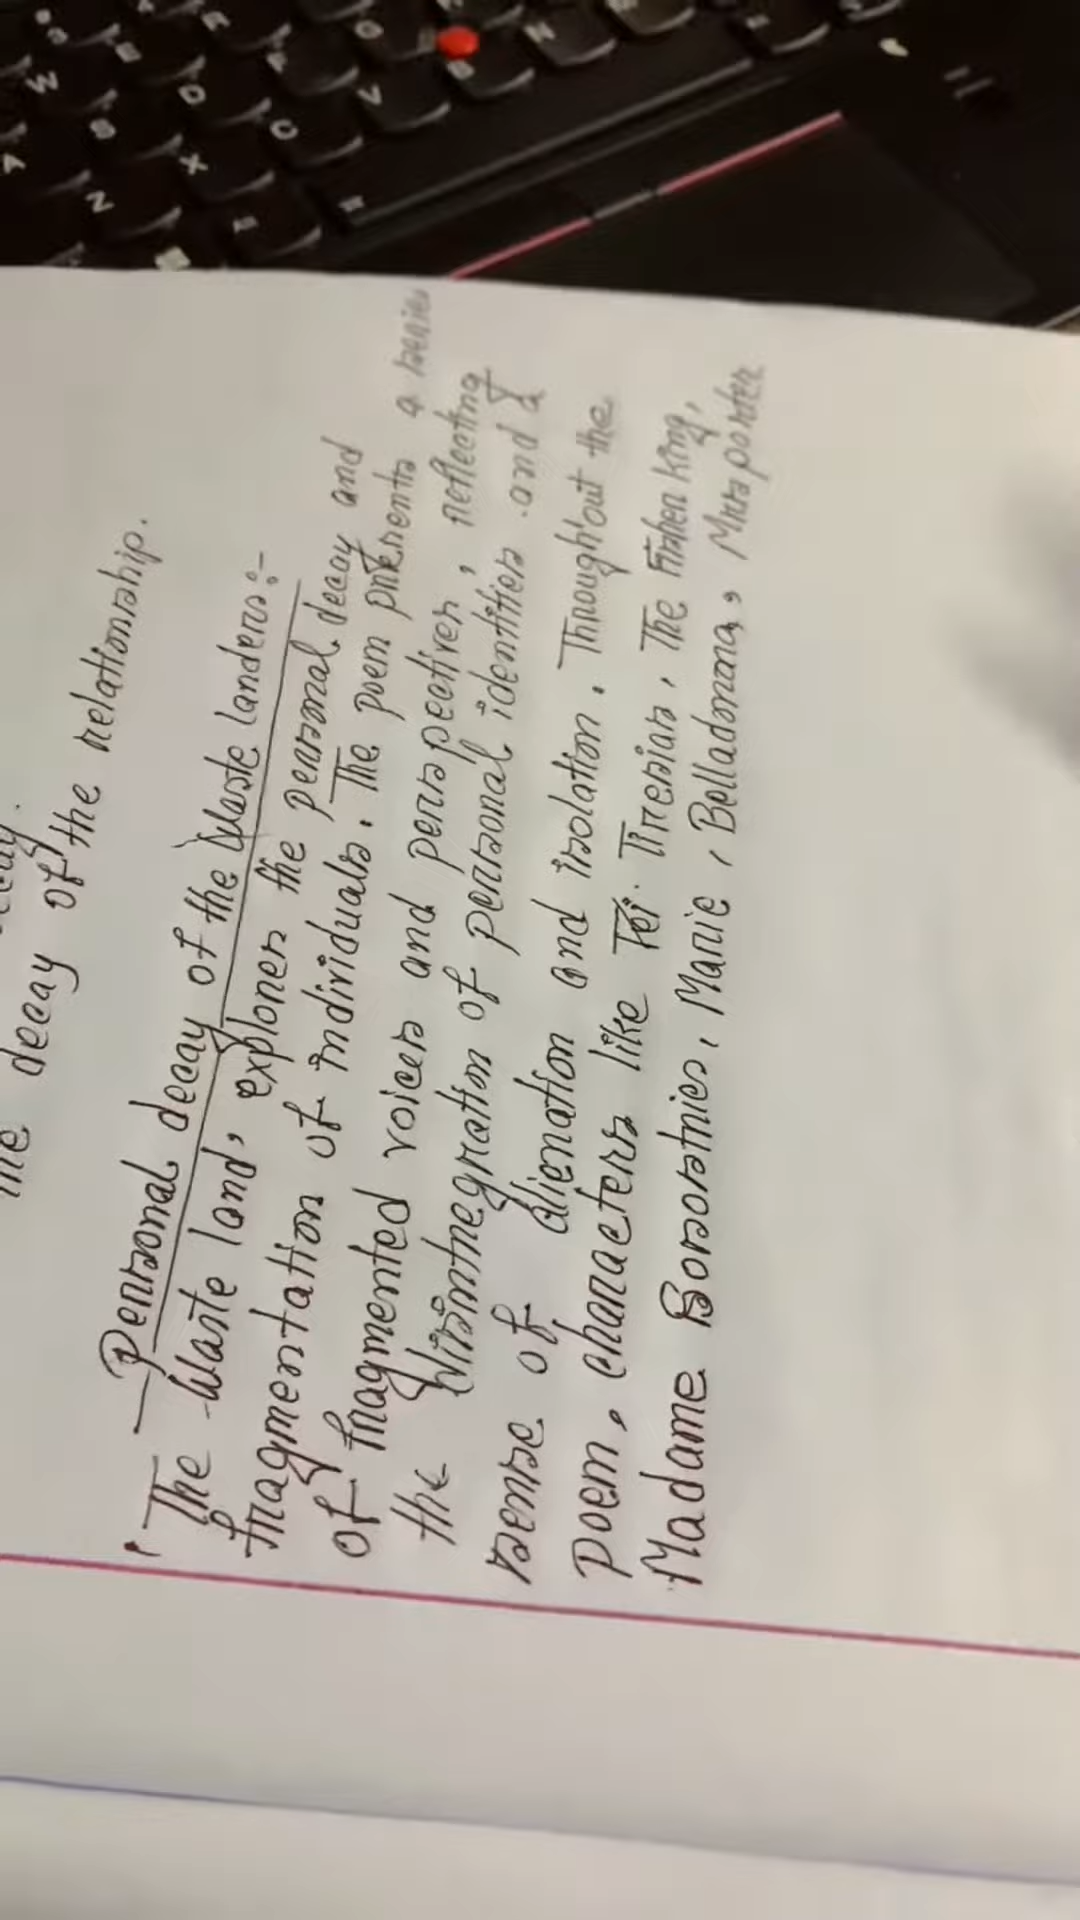 the decay of the relationship.
Personal decay of the Waste landers:-
The Waste land, explores the personal decay and
fragmentation of individuals. The poem presents a series
of fragmented voices and perspectives, reflecting
the disintegration of personal identities and a
sense of alienation and isolation. Throughout the
poem, characters like Tei. Tiresias, The Fisher King,
Madame Sosostries, Marie, Belladonna, Mrs porter